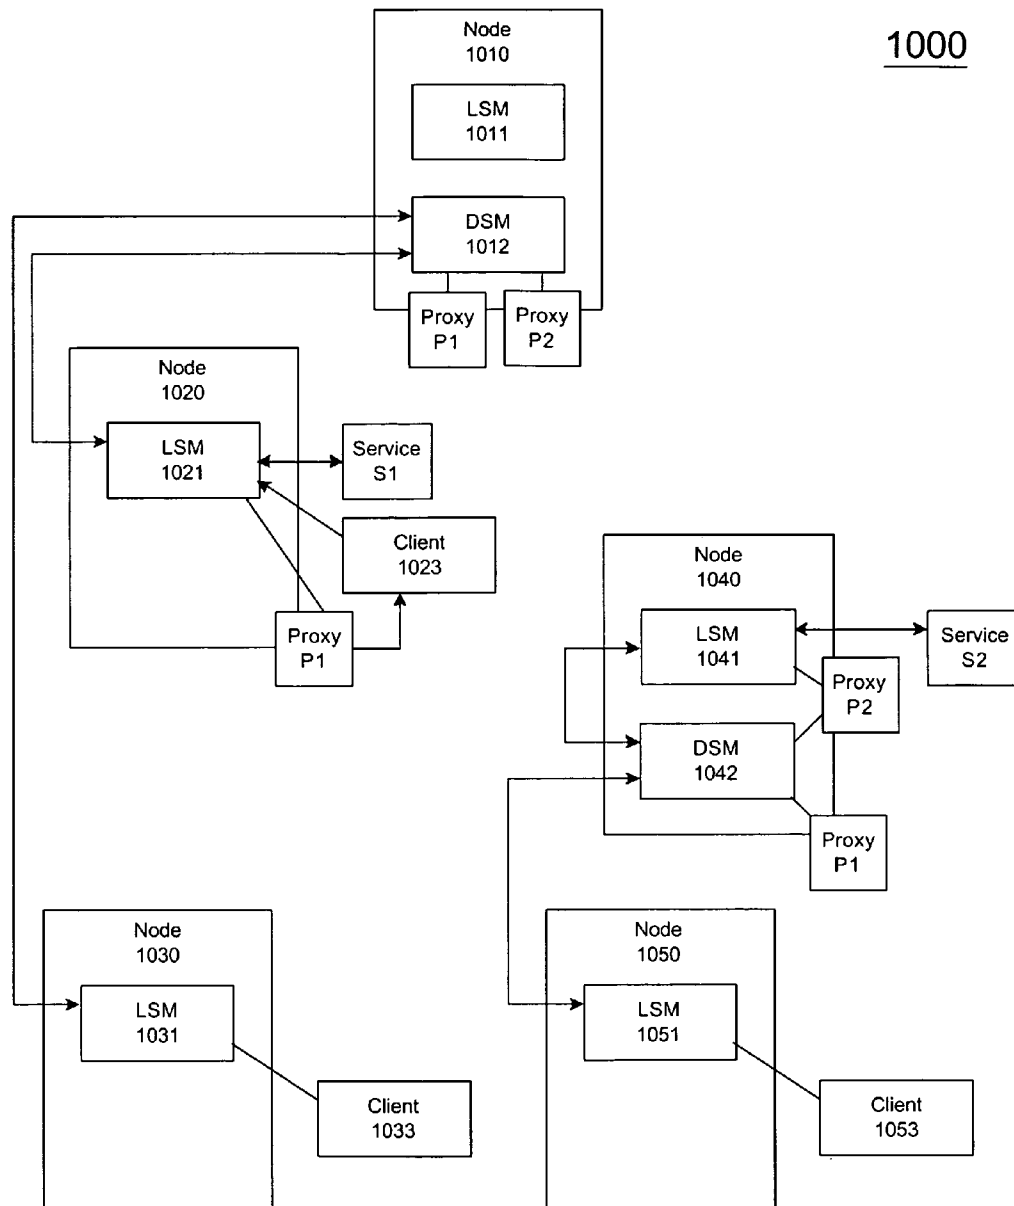 1000
Node
1010
LSM
1011
DSM
1012
Proxy
P1
Proxy
P2
Node
1020
LSM
1021
Service
S1
Client
1023
Proxy
P1
Node
1040
LSM
1041
Service
S2
Proxy
P2
DSM
1042
Proxy
P1
Node
1030
LSM
1031
Client
1033
Node
1050
LSM
1051
Client
1053